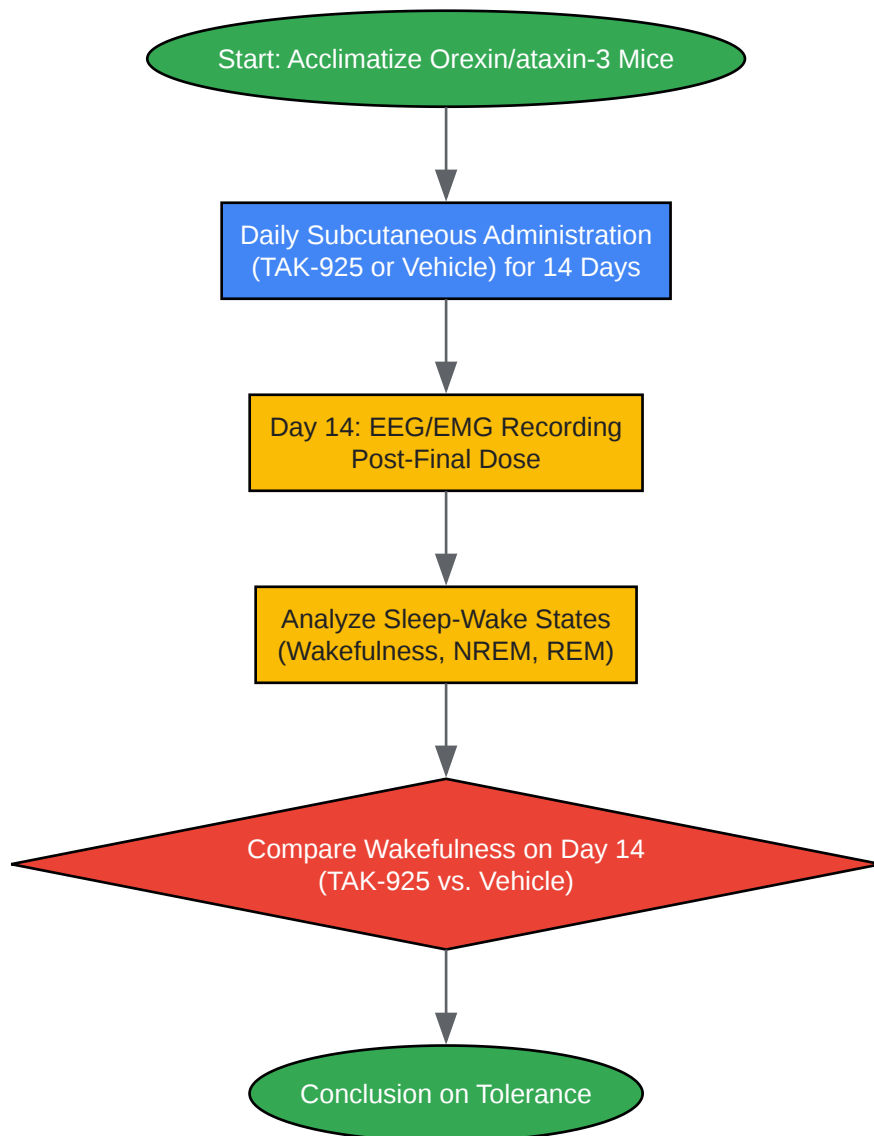 Start: Acclimatize Orexin/ataxin-3 Mice
Daily Subcutaneous Administration
(TAK-925 or Vehicle) for 14 Days
Day 14: EEG/EMG Recording
Post-Final Dose
Analyze Sleep-Wake States
(Wakefulness, NREM, REM)
Compare Wakefulness on Day 14
(TAK-925 vs. Vehicle)
Conclusion on Tolerance